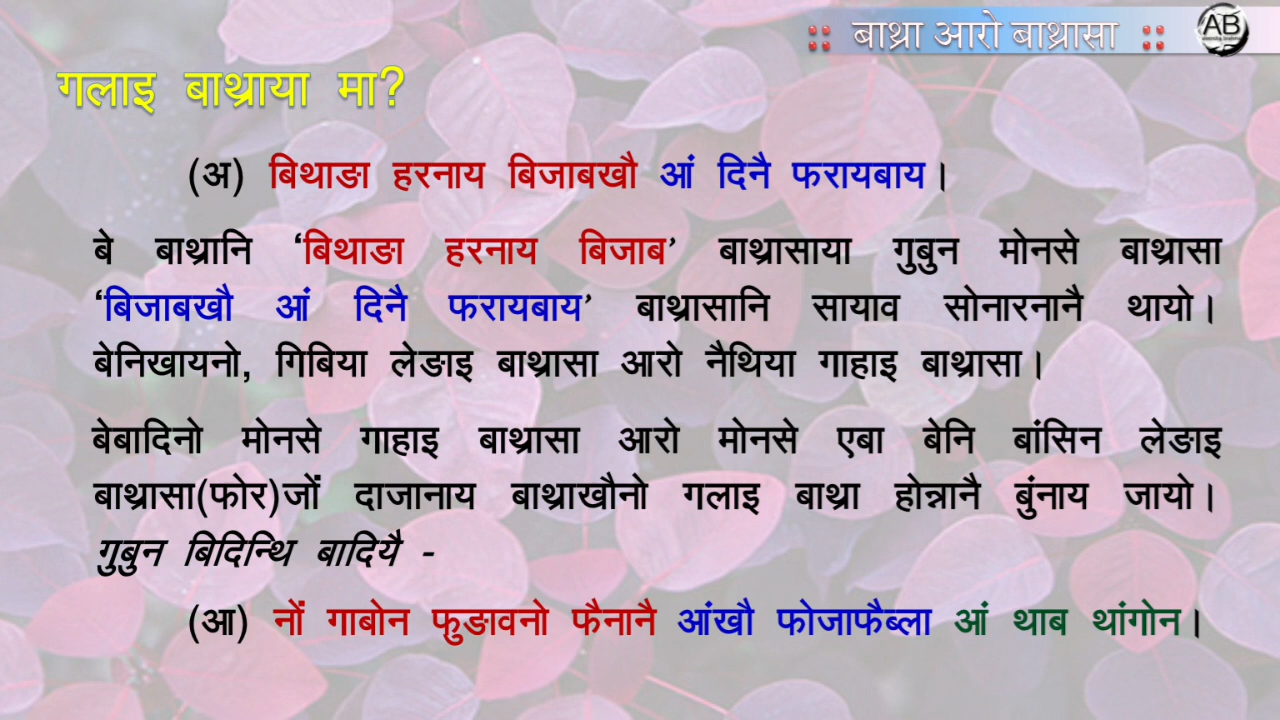 :: बाथ्रा आरो बाथ्रासा ::
AB
गलाइ बाथ्राया मा?
(अ) बिथाङा हरनाय बिजाबखौ आं दिनै फरायबाय।
बे बाथ्रानि ‘बिथाङा हरनाय बिजाब’ बाथ्रासाया गुबुन मोनसे बाथ्रासा
‘बिजाबखौ आं दिनै फरायबाय’ बाथ्रासानि सायाव सोनारनानै थायो।
बेनिखायनो, गिबिया लेङाइ बाथ्रासा आरो नैथिया गाहाइ बाथ्रासा।
बेबादिनो मोनसे गाहाइ बाथ्रासा आरो मोनसे एबा बेनि बांसिन लेङाइ
बाथ्रासा(फोर)जों दाजानाय बाथ्राखौनो गलाइ बाथ्रा होन्नानै बुंनाय जायो।
गुबुन बिदिन्थि बादियै -
(आ) नों गाबोन फुङावनो फैनानै आंखौ फोजाफैब्ला आं थाब थांगोन।